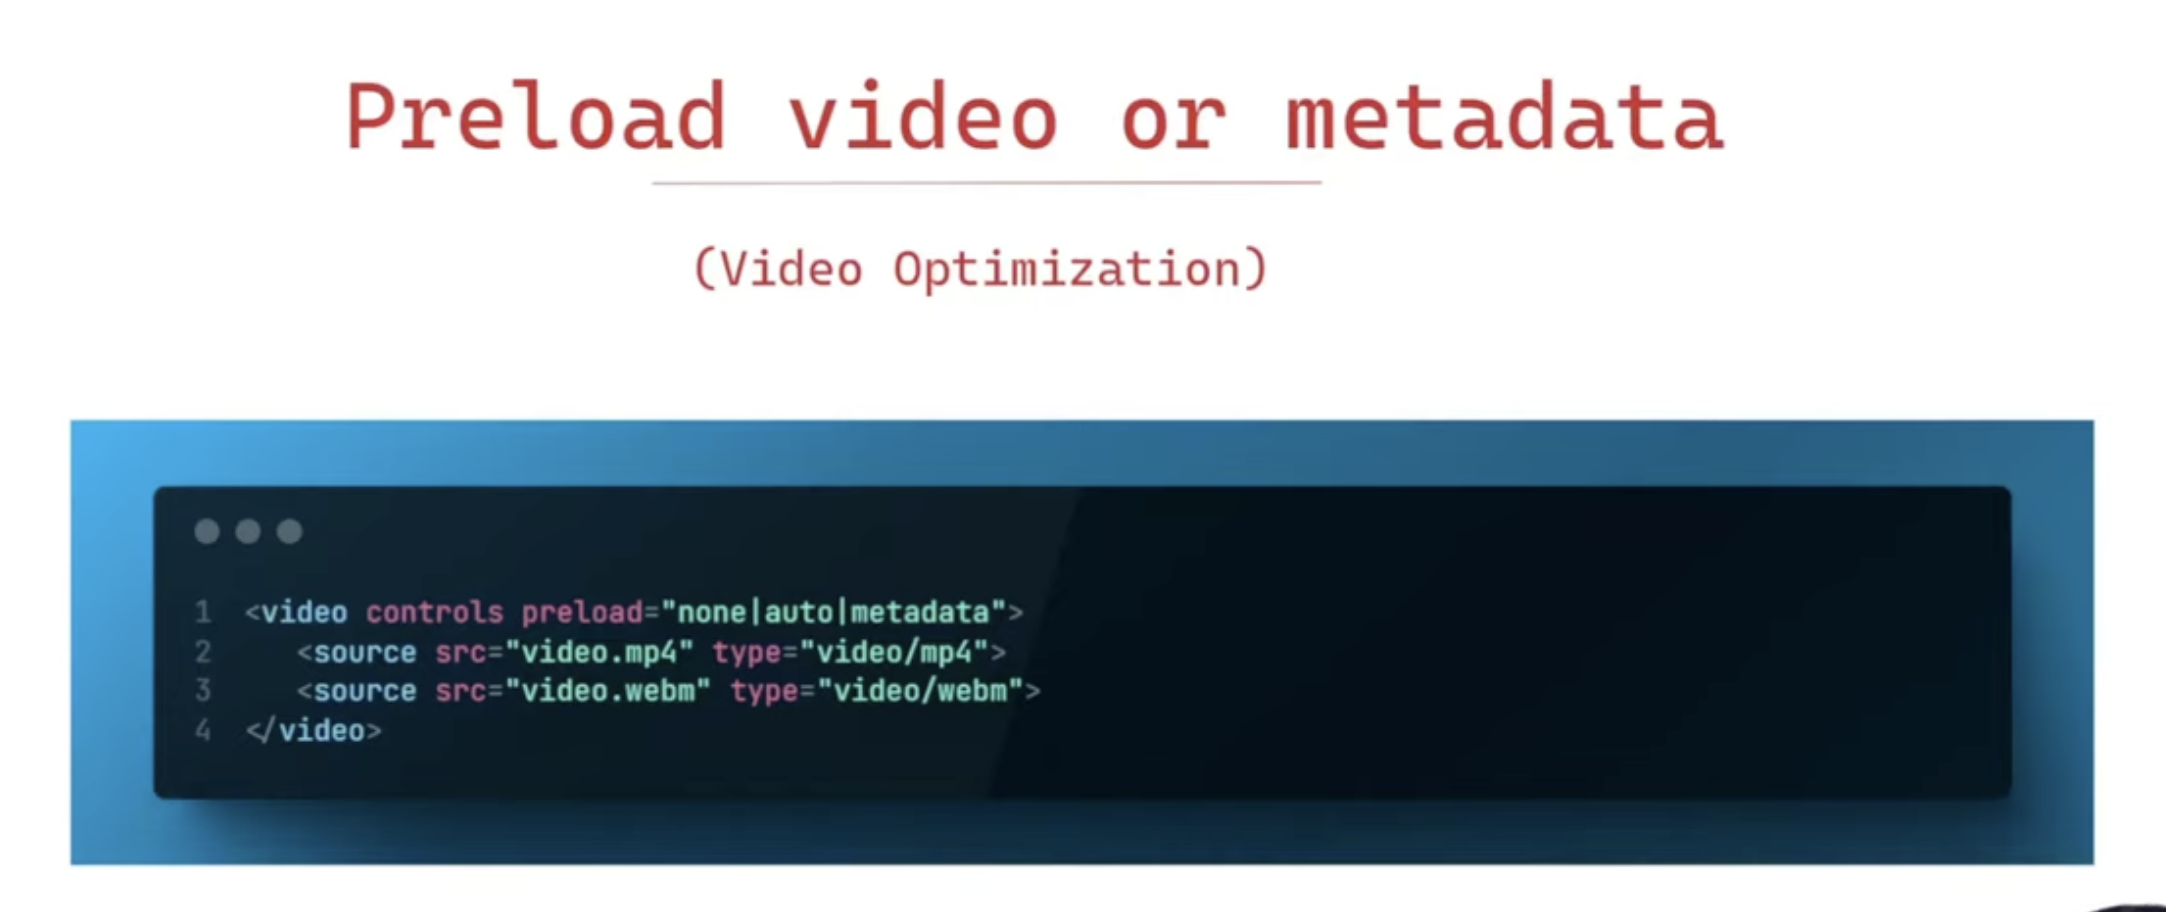 Preload video or metadata
(Video Optimization)
1 <video controls preload="none|auto|metadata">
2    <source src="video.mp4" type="video/mp4">
3    <source src="video.webm" type="video/webm">
4 </video>